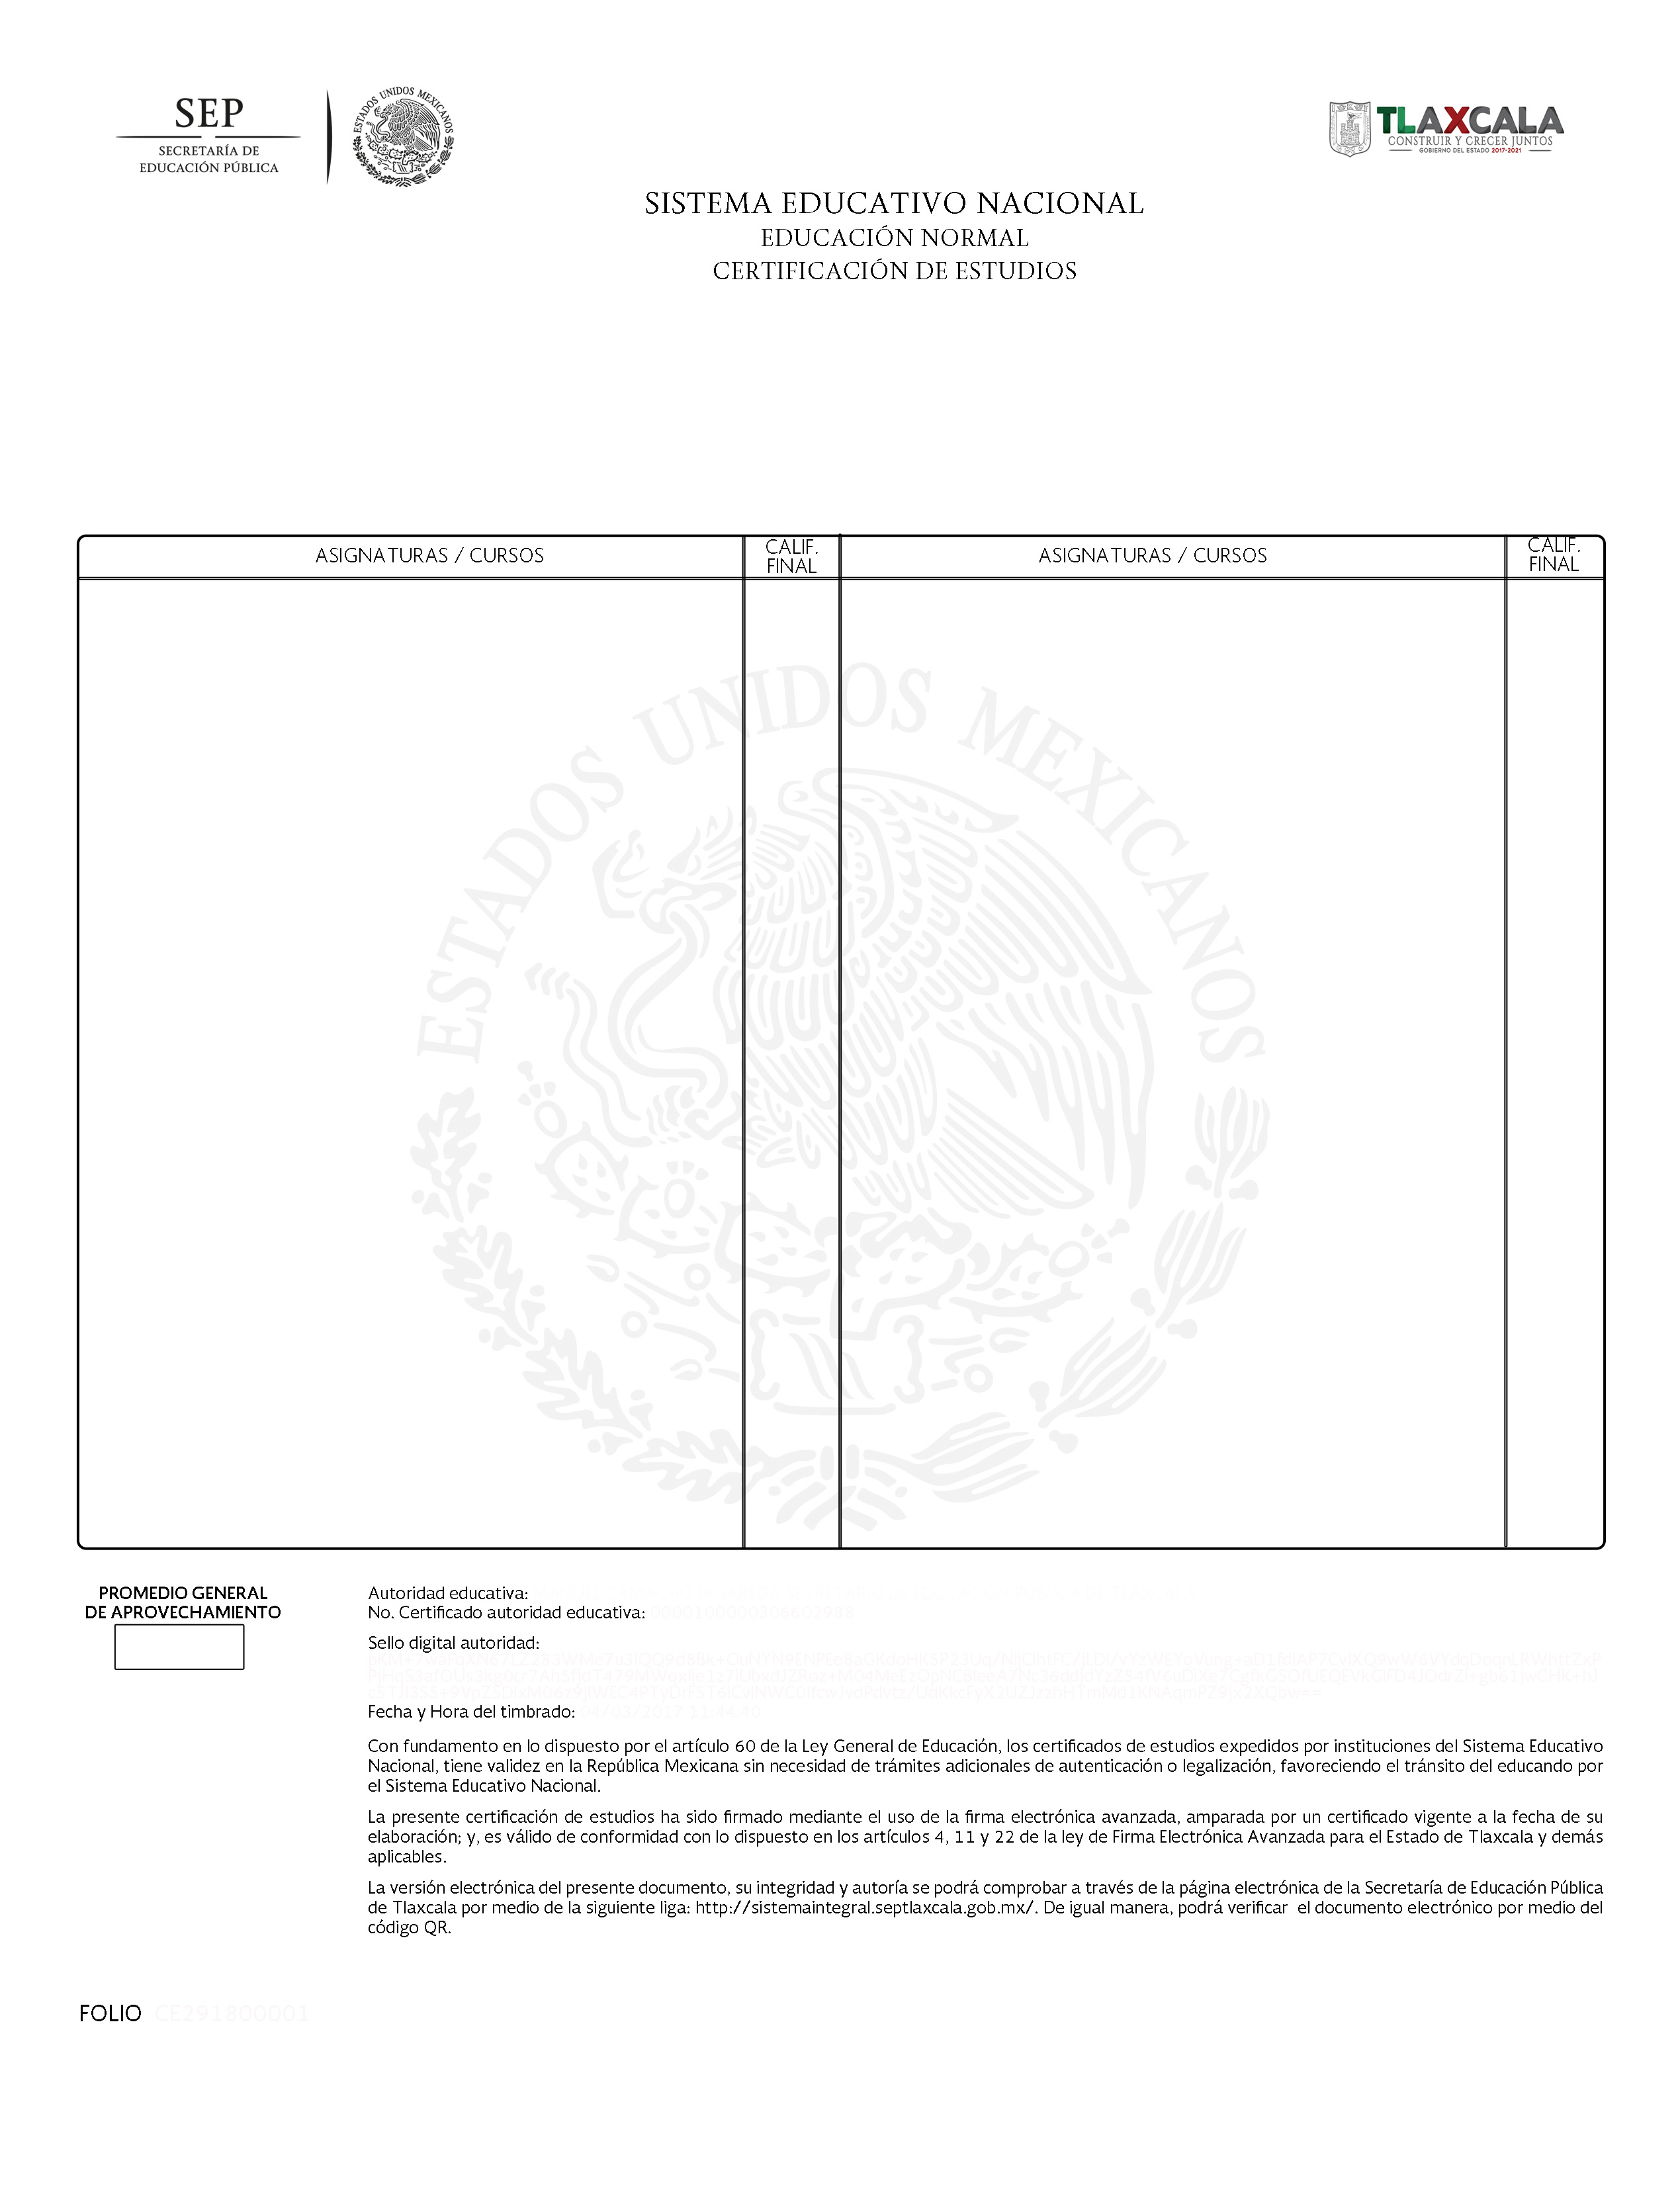 SEP
SECRETARÍA DE
EDUCACIÓN PÚBLICA
ESTADOS UNIDOS MEXICANOS
TLAXCALA
CONSTRUIR Y CRECER JUNTOS
GOBIERNO DEL ESTADO 2017-2021
SISTEMA EDUCATIVO NACIONAL
EDUCACIÓN NORMAL
CERTIFICACIÓN DE ESTUDIOS
ASIGNATURAS / CURSOS
CALIF.
FINAL
ASIGNATURAS / CURSOS
CALIF.
FINAL
ESTADOS UNIDOS MEXICANOS
PROMEDIO GENERAL
DE APROVECHAMIENTO
Autoridad educativa:
No. Certificado autoridad educativa: 00001000000306602988
Sello digital autoridad:
Fecha y Hora del timbrado:
Con fundamento en lo dispuesto por el artículo 60 de la Ley General de Educación, los certificados de estudios expedidos por instituciones del Sistema Educativo
Nacional, tiene validez en la República Mexicana sin necesidad de trámites adicionales de autenticación o legalización, favoreciendo el tránsito del educando por
el Sistema Educativo Nacional.
La presente certificación de estudios ha sido firmado mediante el uso de la firma electrónica avanzada, amparada por un certificado vigente a la fecha de su
elaboración; y, es válido de conformidad con lo dispuesto en los artículos 4, 11 y 22 de la ley de Firma Electrónica Avanzada para el Estado de Tlaxcala y demás
aplicables.
La versión electrónica del presente documento, su integridad y autoría se podrá comprobar a través de la página electrónica de la Secretaría de Educación Pública
de Tlaxcala por medio de la siguiente liga: http://sistemaintegral.septlaxcala.gob.mx/. De igual manera, podrá verificar el documento electrónico por medio del
código QR.
FOLIO CE291800001